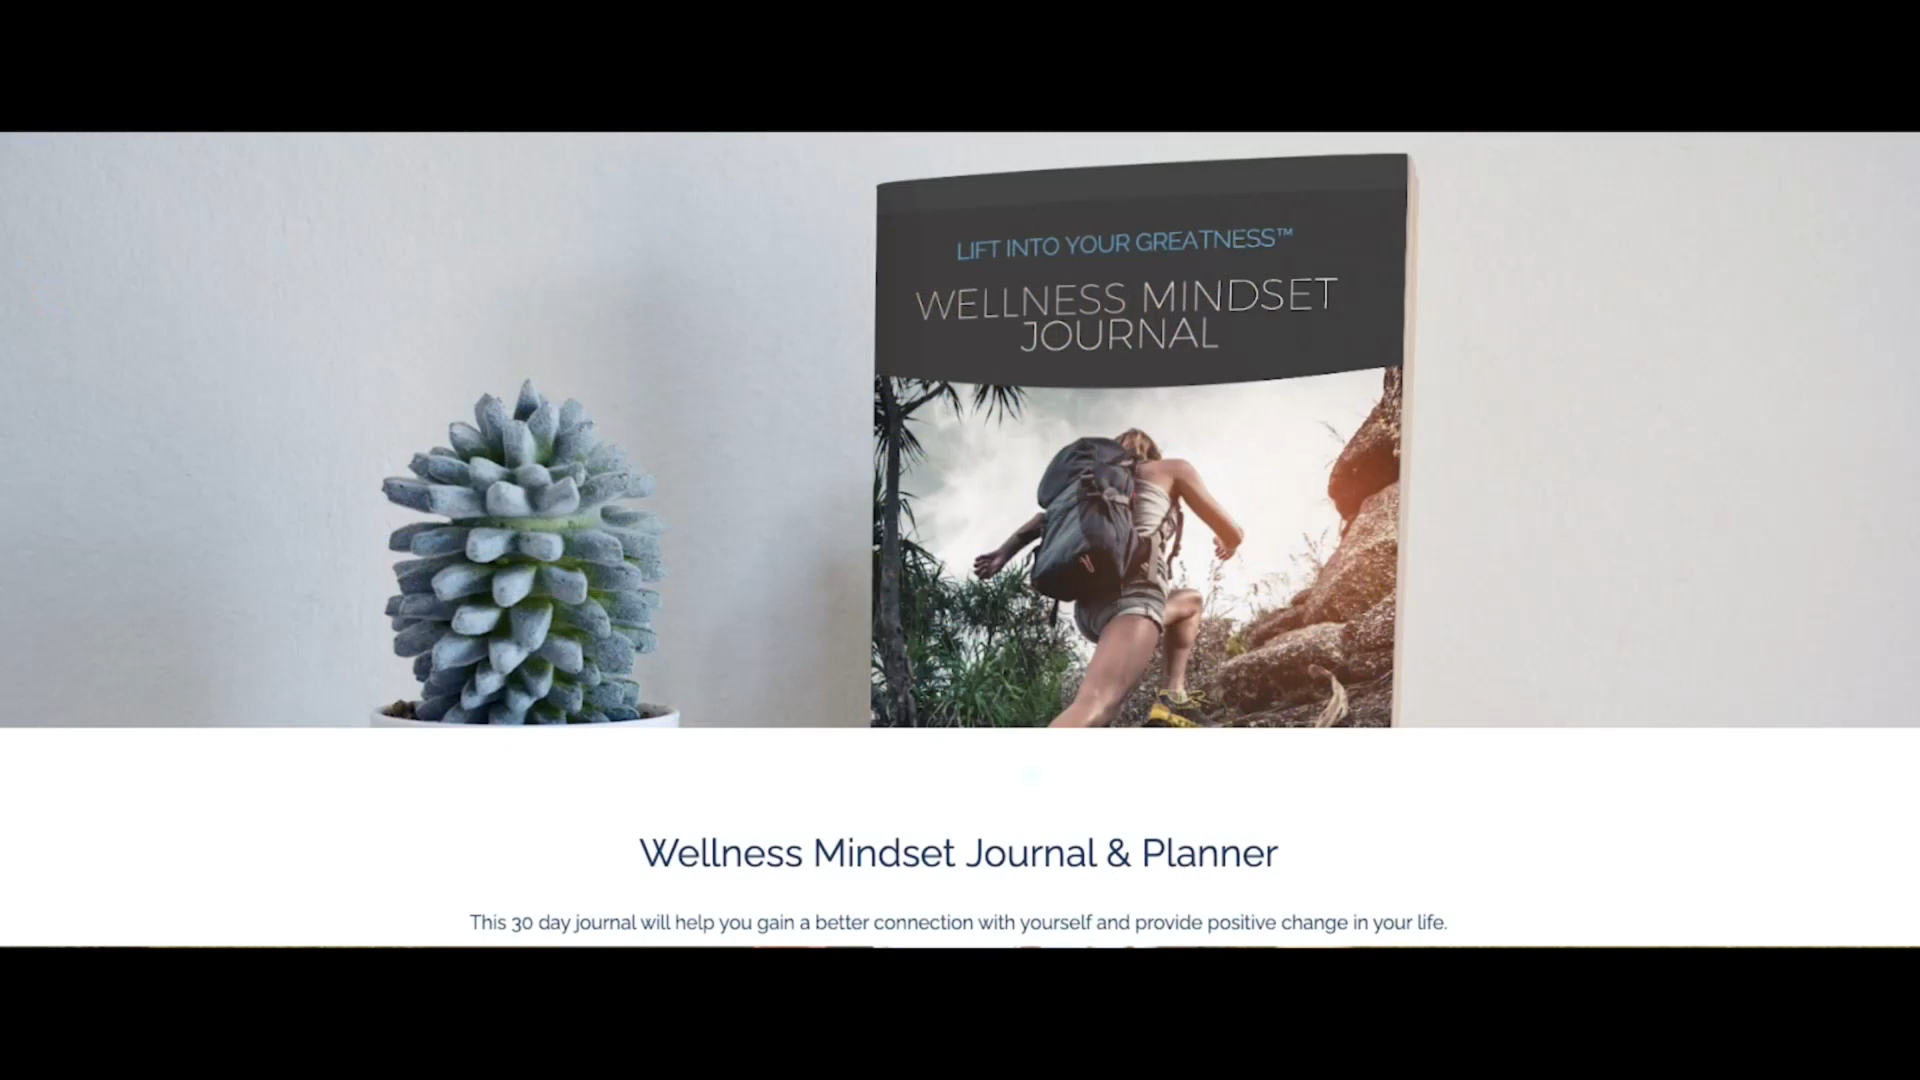 LIFT INTO YOUR GREATNESS™
WELLNESS MINDSET
JOURNAL
Wellness Mindset Journal & Planner
This 30 day journal will help you gain a better connection with yourself and provide positive change in your life.